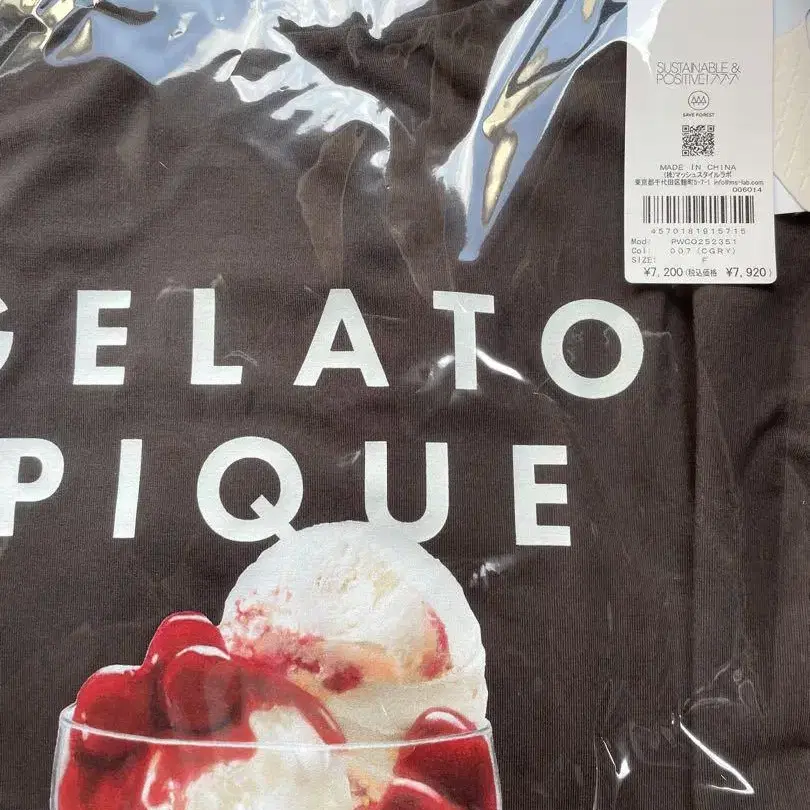 SUSTAINABLE &
POSITIVE!
SAVE FOREST
MADE IN CHINA
(株)マッシュスタイルラボ
東京都千代田区麹町5-7-1 info@ms-lab.com
006014
4570181915715
Mod: PWCQ252351
Col: 007 (CGRY)
SIZE: F
¥7,200 (税込価格 ¥7,920)
GELATO
PIQUE